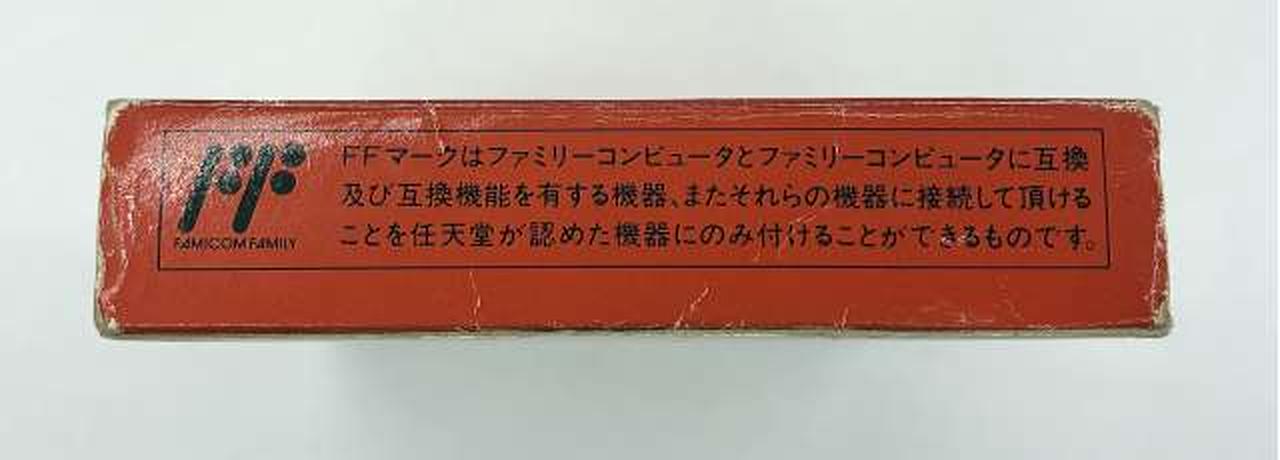 FF
FAMICOM FAMILY
FFマークはファミリーコンピュータとファミリーコンピュータに互換
及び互換機能を有する機器、またそれらの機器に接続して頂ける
ことを任天堂が認めた機器にのみ付けることができるものです。